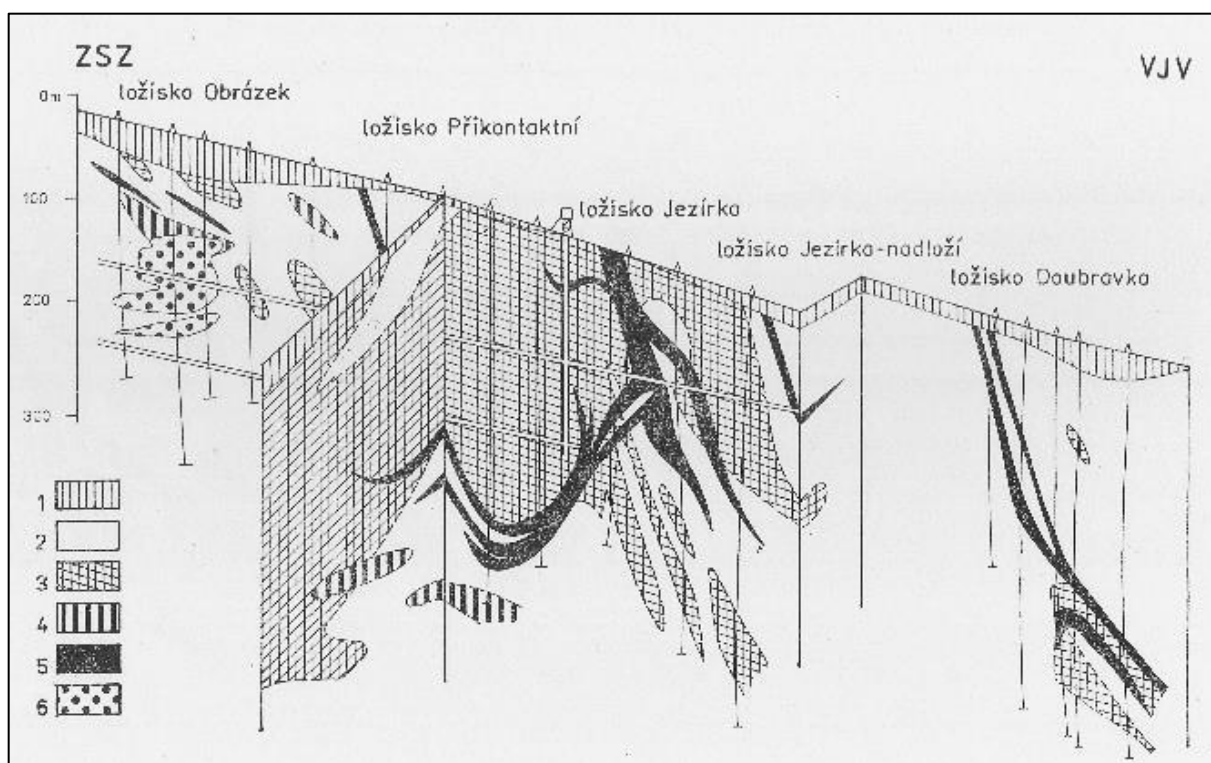 ZSZ
VJV
0m
ložisko Obrázek
ložisko Příkontaktní
100
ložisko Jezírka
ložisko Jezírka-nadloží
ložisko Doubravka
200
300
1
2
3
4
5
6